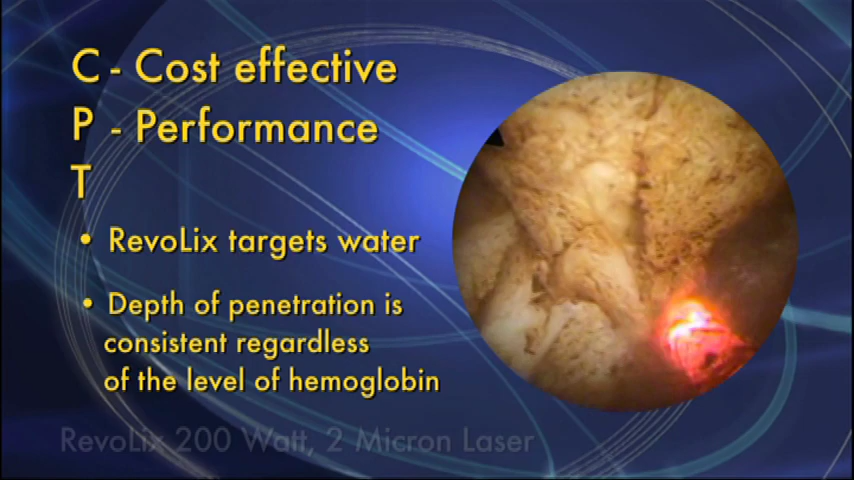 C - Cost effective
P - Performance
T
• RevoLix targets water
• Depth of penetration is
consistent regardless
of the level of hemoglobin
RevoLix 200 Watt, 2 Micron Laser